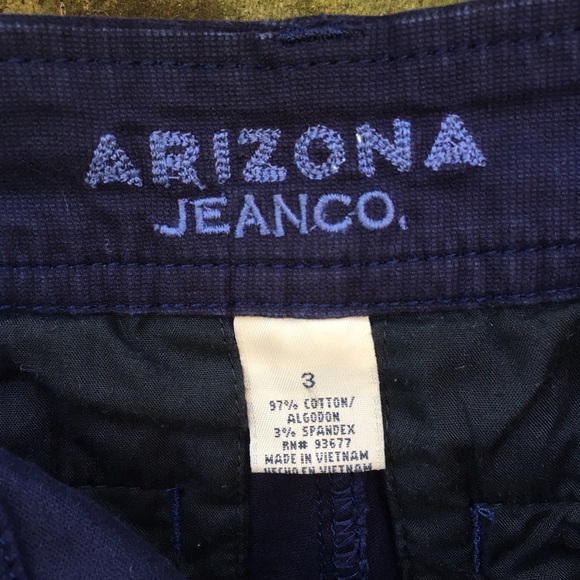 ARIZONA
JEANCO.
3
97% COTTON/
ALGODON
3% SPANDEX
RN# 93677
MADE IN VIETNAM
HECHO EN VIETNAM